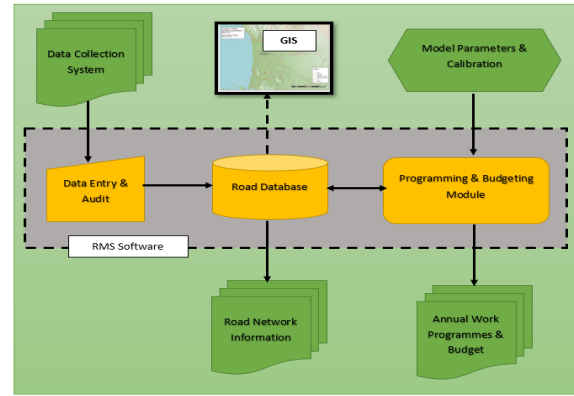 Data Collection
System
GIS
Model Parameters &
Calibration
Data Entry &
Audit
Road Database
Programming & Budgeting
Module
RMS Software
Road Network
Information
Annual Work
Programmes &
Budget